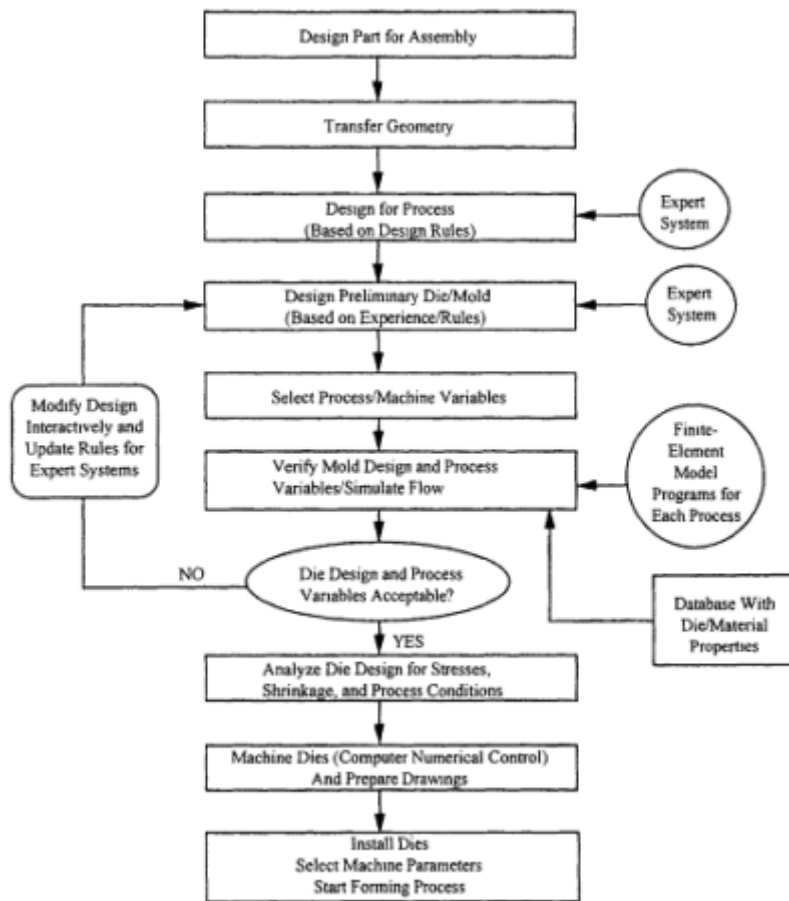 Design Part for Assembly
Transfer Geometry
Design for Process
(Based on Design Rules)
Expert
System
Design Preliminary Die/Mold
(Based on Experience/Rules)
Expert
System
Select Process/Machine Variables
Modify Design
Interactively and
Update Rules for
Expert Systems
Verify Mold Design and Process
Variables/Simulate Flow
Finite-
Element
Model
Programs for
Each Process
NO
Die Design and Process
Variables Acceptable?
Database With
Die/Material
Properties
YES
Analyze Die Design for Stresses,
Shrinkage, and Process Conditions
Machine Dies (Computer Numerical Control)
And Prepare Drawings
Install Dies
Select Machine Parameters
Start Forming Process